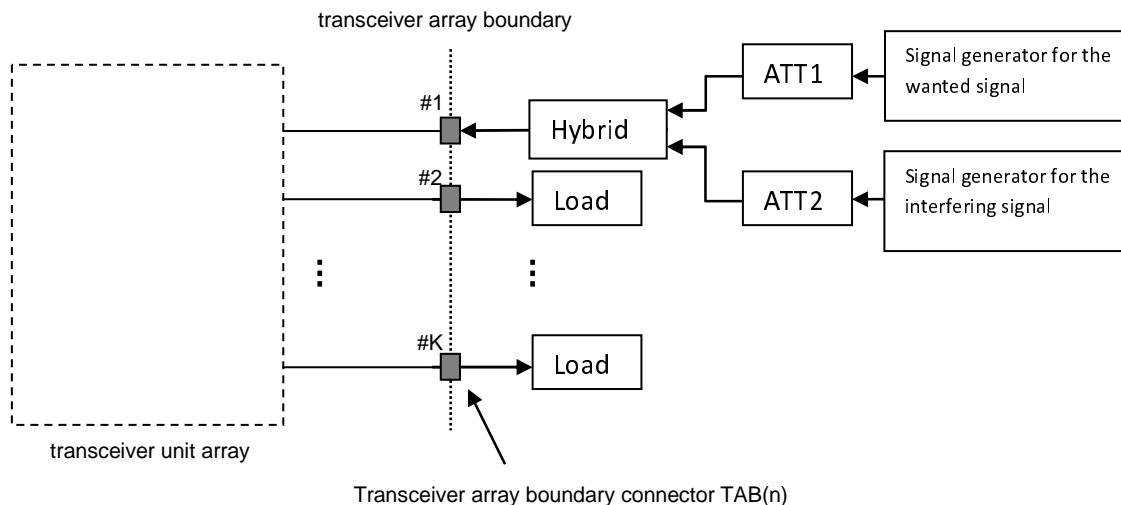 transceiver array boundary
#1
Hybrid
ATT1
Signal generator for the
wanted signal
#2
Load
ATT2
Signal generator for the
interfering signal
#K
Load
transceiver unit array
Transceiver array boundary connector TAB(n)